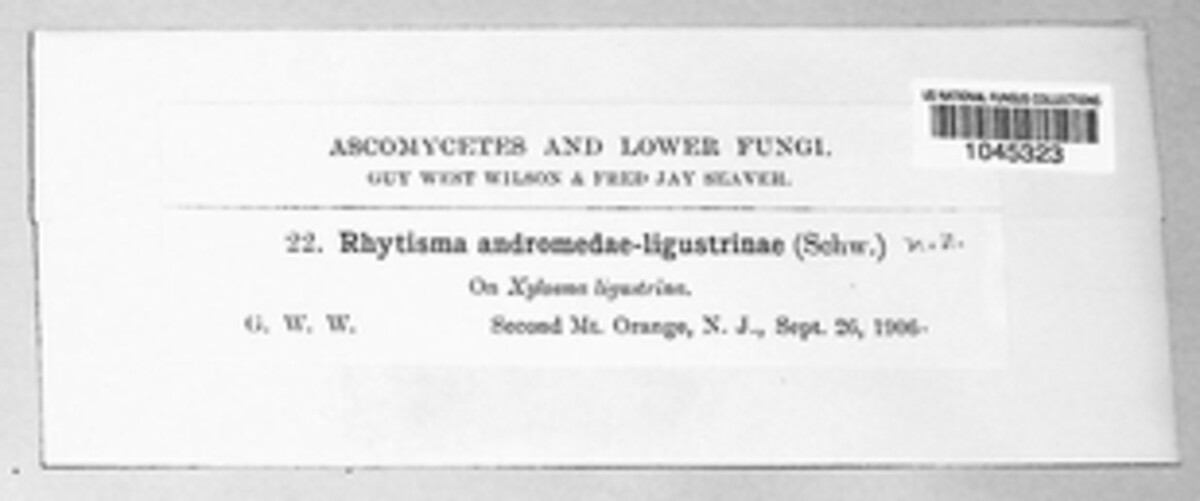 US NATIONAL FUNGUS COLLECTIONS
1045323
ASCOMYCETES AND LOWER FUNGI.
GUY WEST WILSON & FRED JAY SEAVER.
22. Rhytisma andromedae-ligustrinae (Schw.)
On ligustrina.
G. W. W. Second Mt. Orange, N. J., Sept. 26, 1906.